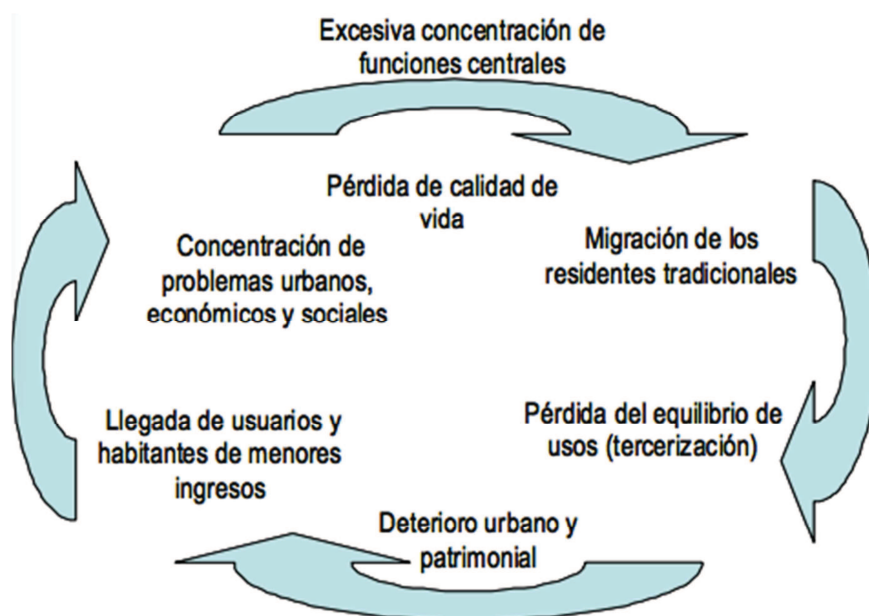 Excesiva concentración de
funciones centrales
Pérdida de calidad de
vida
Migración de los
residentes tradicionales
Pérdida del equilibrio de
usos (tercerización)
Deterioro urbano y
patrimonial
Llegada de usuarios y
habitantes de menores
ingresos
Concentración de
problemas urbanos,
económicos y sociales